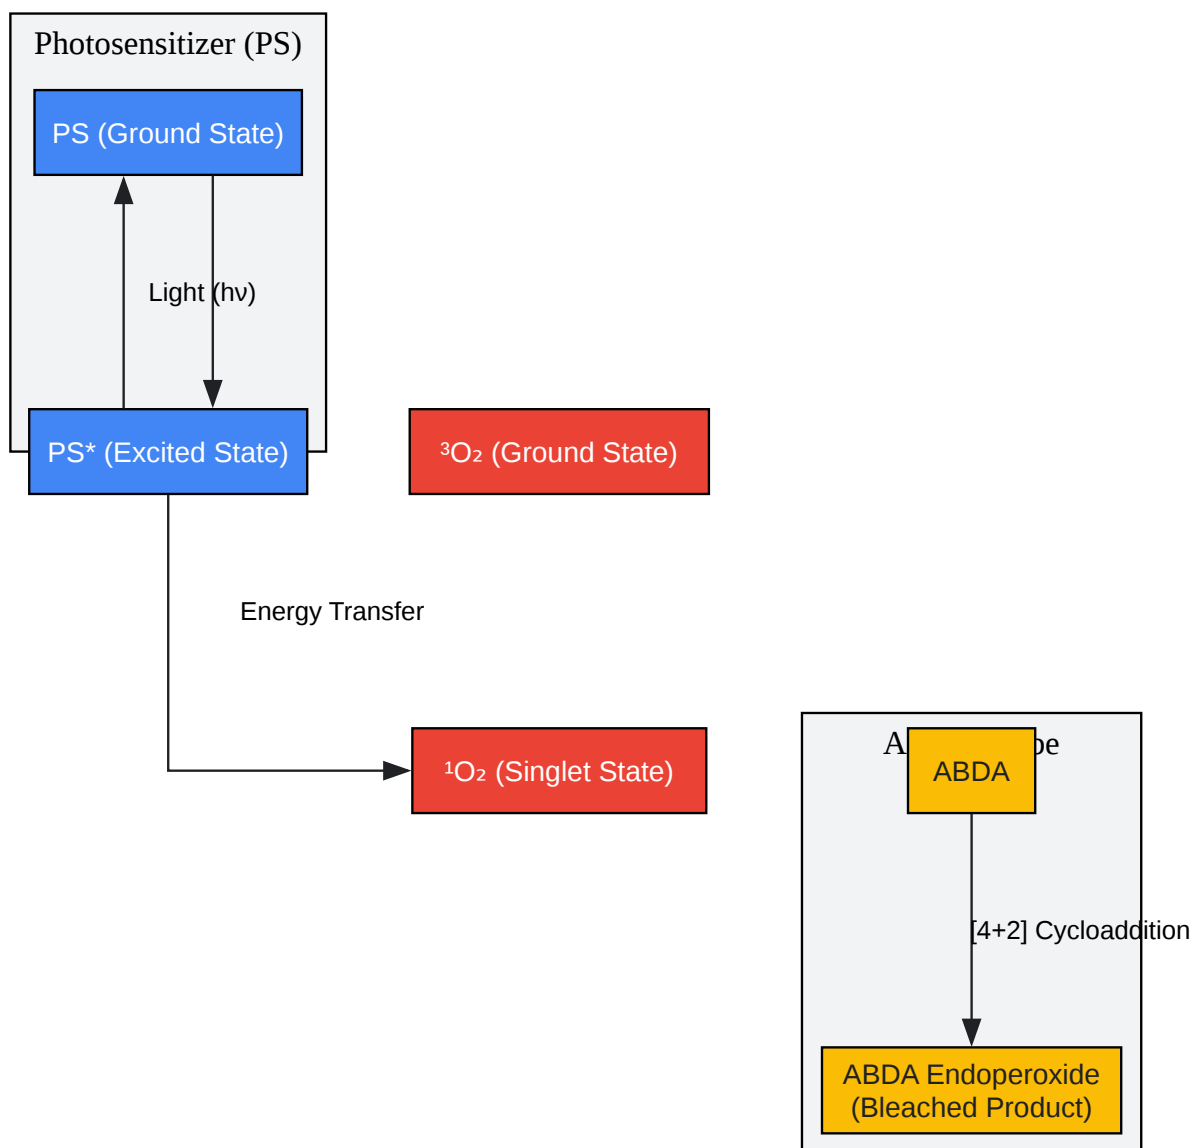 Photosensitizer (PS)
PS (Ground State)
Light (hν)
PS* (Excited State)
³O₂ (Ground State)
Energy Transfer
¹O₂ (Singlet State)
ABDA
[4+2] Cycloaddition
ABDA Endoperoxide
(Bleached Product)